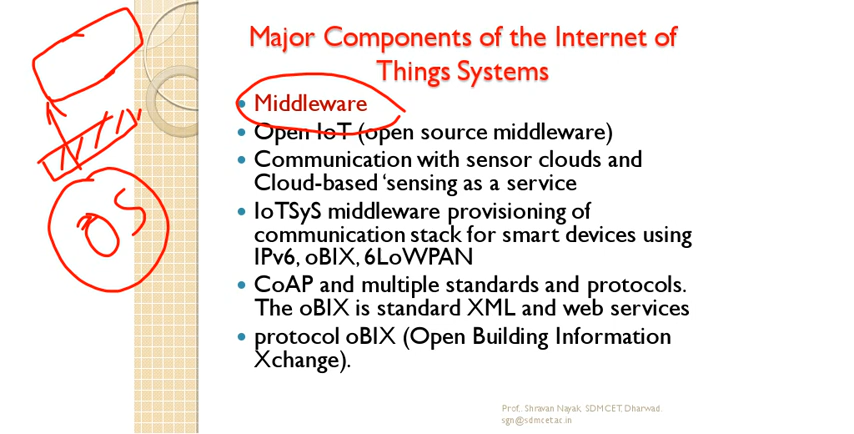 Major Components of the Internet of
Things Systems
• Middleware
• Open IoT (open source middleware)
• Communication with sensor clouds and
Cloud-based ‘sensing as a service
• IoTSyS middleware provisioning of
communication stack for smart devices using
IPv6, oBIX, 6LoWPAN
• CoAP and multiple standards and protocols.
The oBIX is standard XML and web services
• protocol oBIX (Open Building Information
Xchange).
OS
Prof. Shravan Nayak, SDMCET, Dharwad
sgn@sdmcet.ac.in